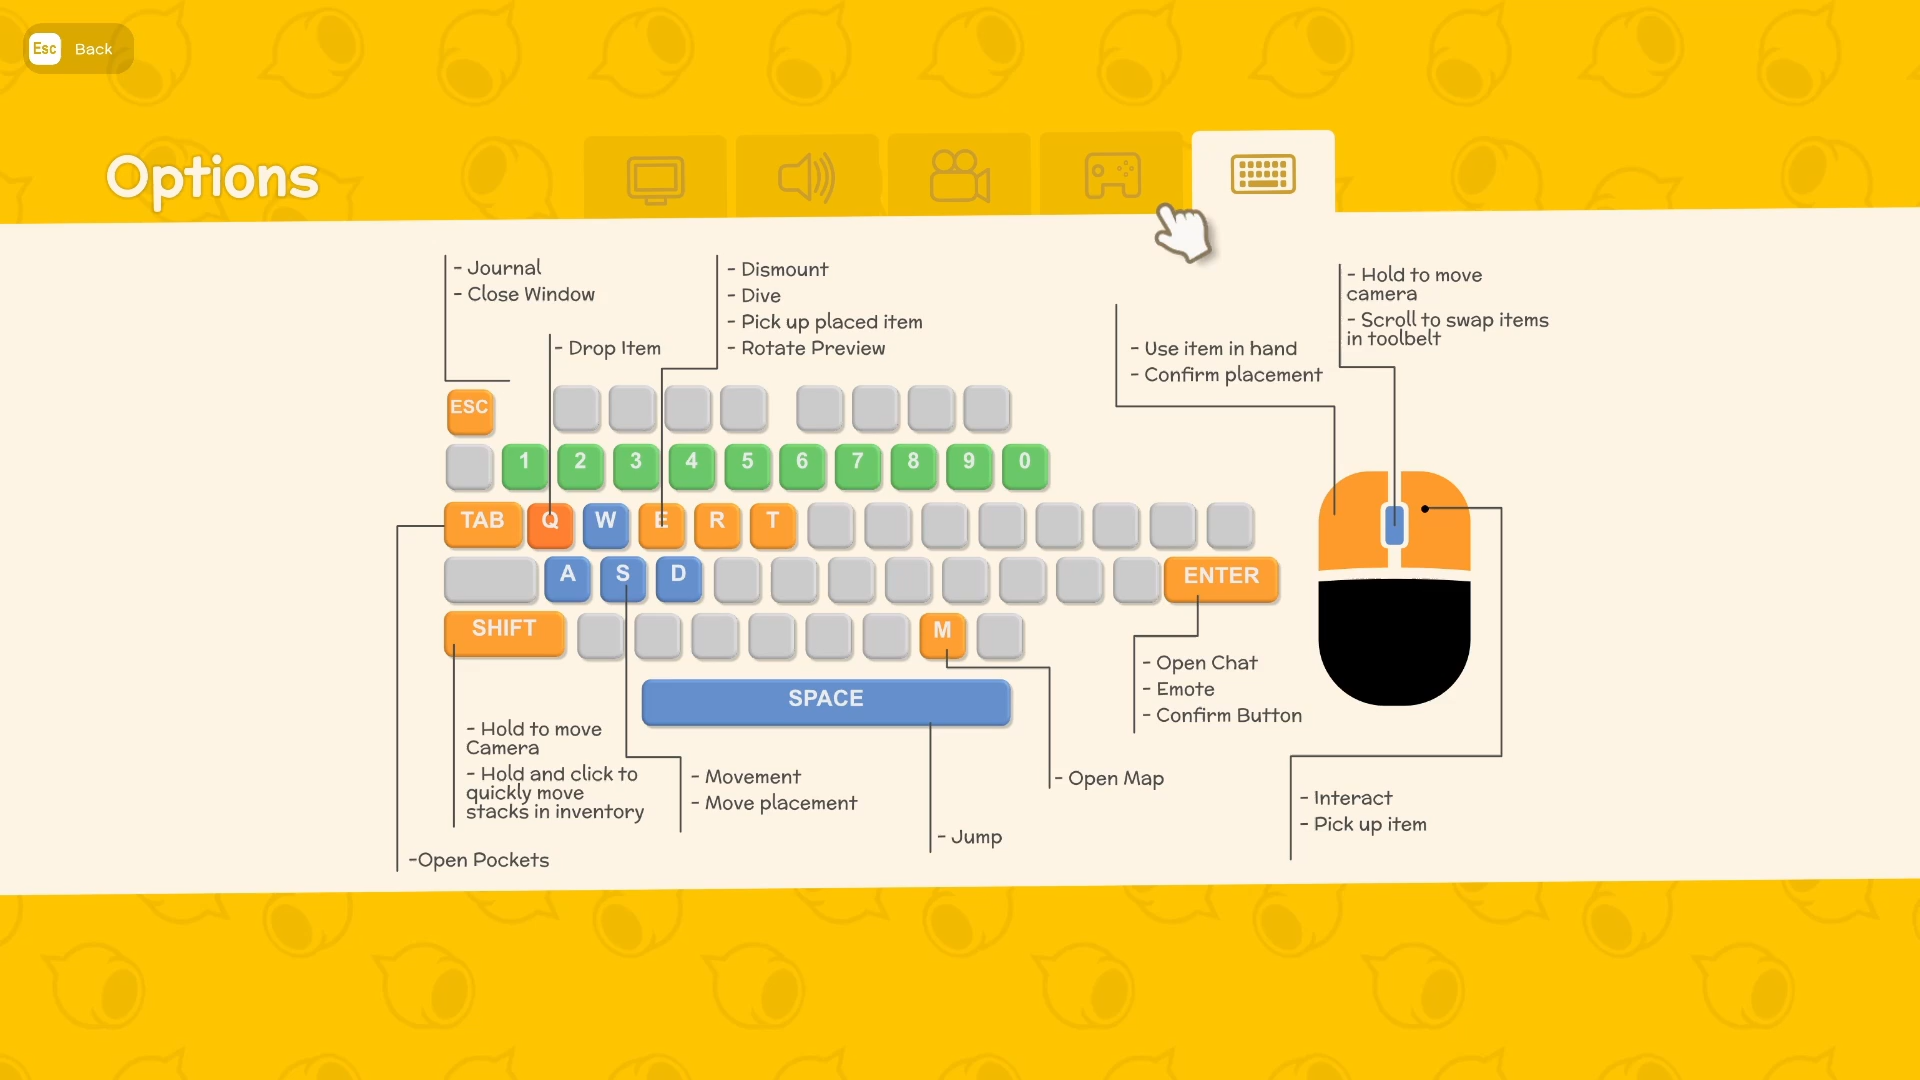 Esc Back
Options
- Journal
- Close Window
- Drop Item
- Dismount
- Dive
- Pick up placed item
- Rotate Preview
- Use item in hand
- Confirm placement
- Hold to move
camera
- Scroll to swap items
in toolbelt
ESC
1 2 3 4 5 6 7 8 9 0
TAB Q W E R T
A S D ENTER
SHIFT M
SPACE
- Hold to move
Camera
- Hold and click to
quickly move
stacks in inventory
-Open Pockets
- Movement
- Move placement
- Jump
- Open Map
- Open Chat
- Emote
- Confirm Button
- Interact
- Pick up item